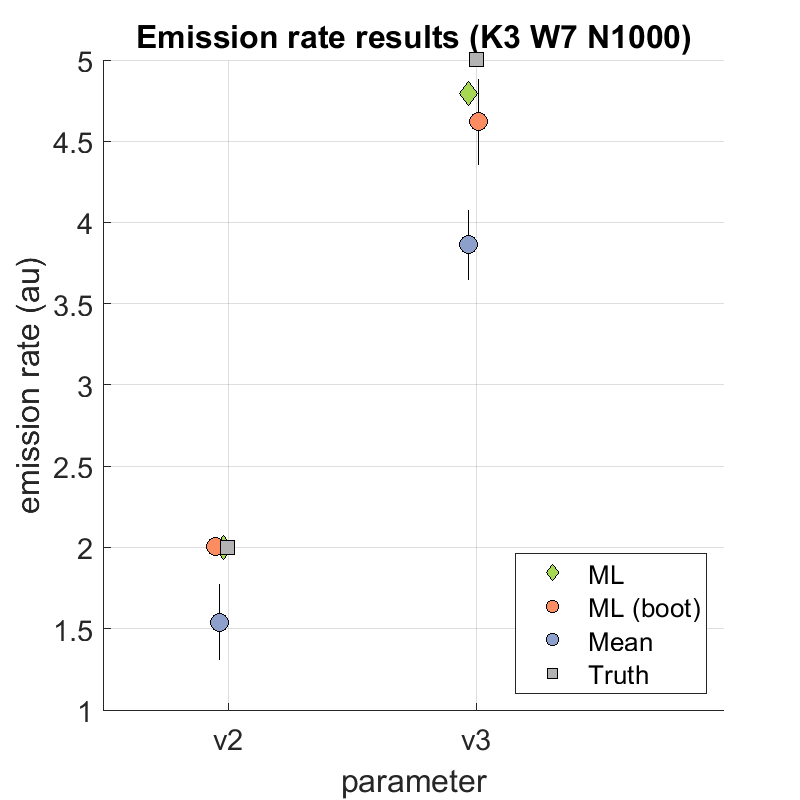 Emission rate results (K3 W7 N1000)
5
4.5
4
3.5
3
2.5
2
1.5
1
emission rate (au)
v2
v3
parameter
ML
ML (boot)
Mean
Truth